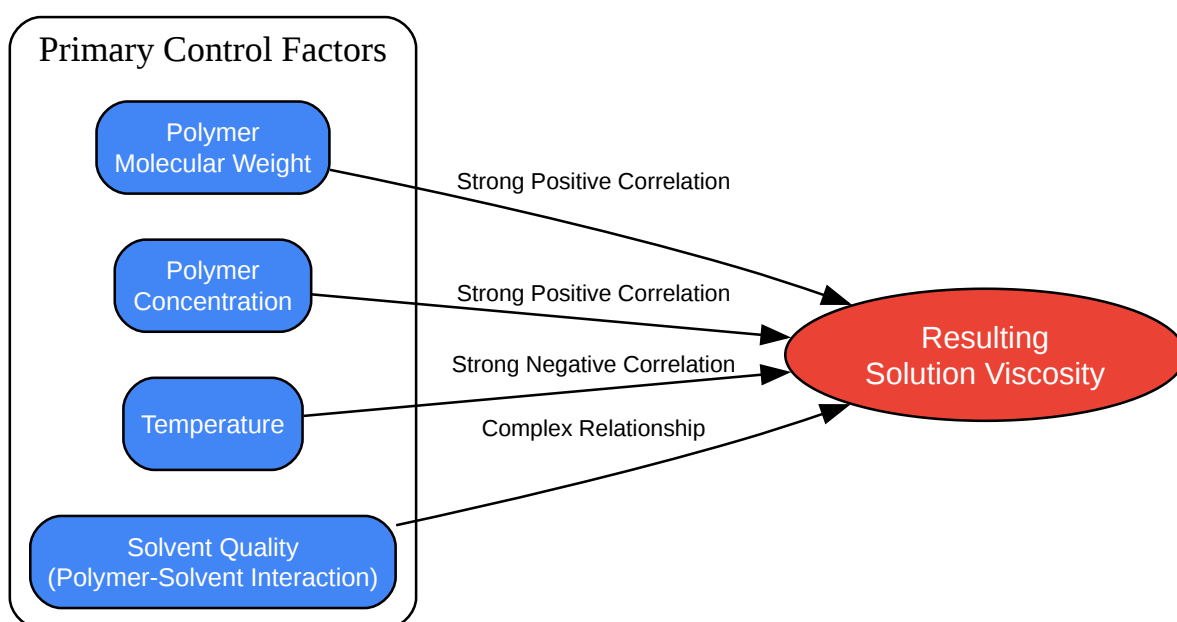 Primary Control Factors
Polymer
Molecular Weight
Strong Positive Correlation
Polymer
Concentration
Strong Positive Correlation
Temperature
Strong Negative Correlation
Solvent Quality
(Polymer-Solvent Interaction)
Complex Relationship
Resulting
Solution Viscosity